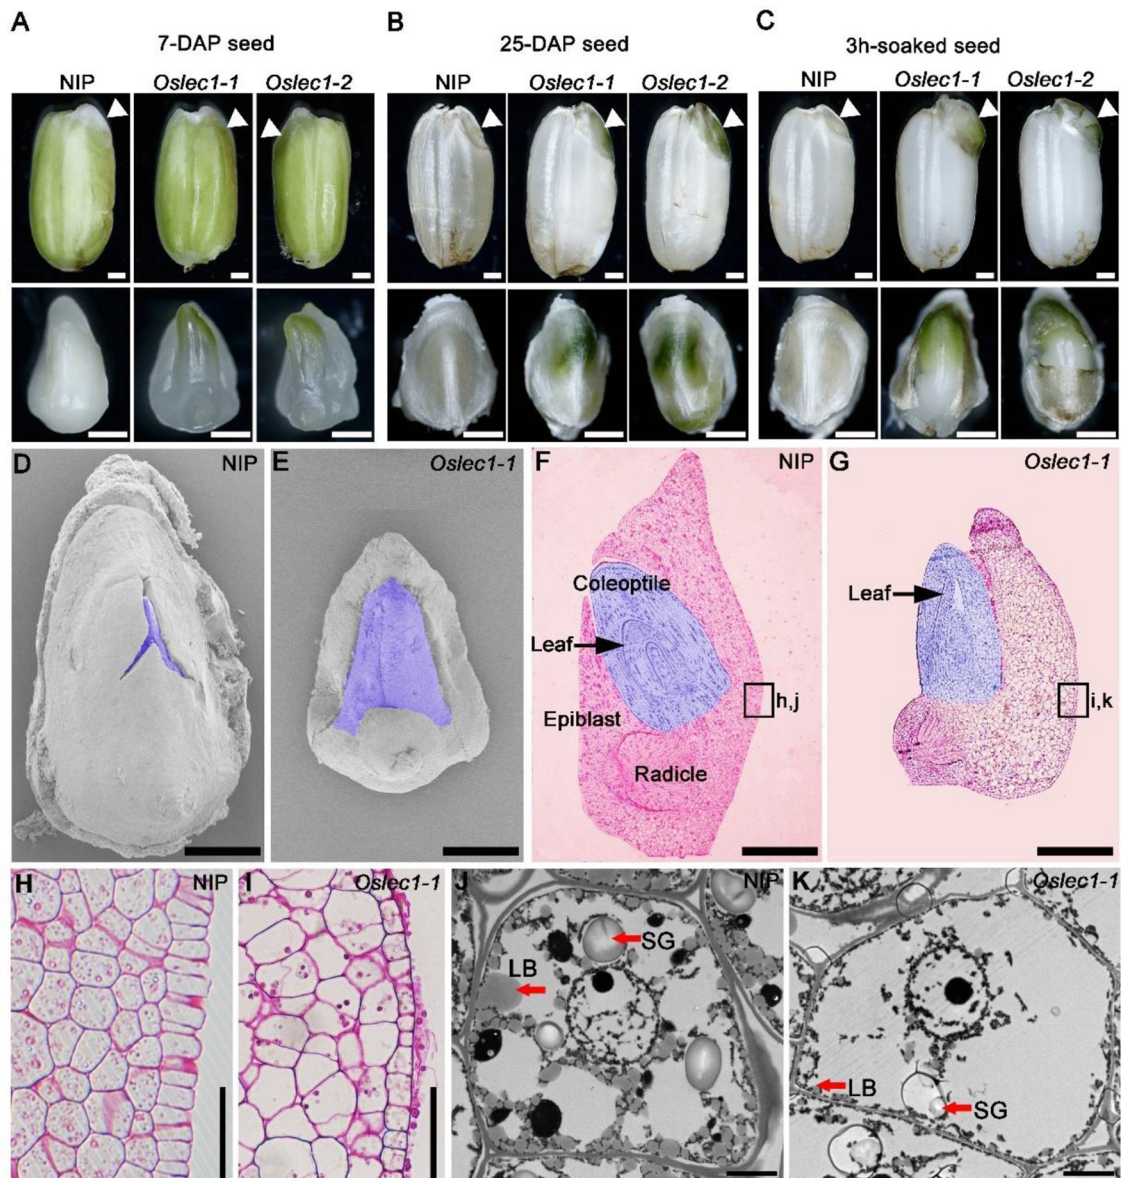 A
7-DAP seed
NIP
Oslec1-1
Oslec1-2
B
25-DAP seed
NIP
Oslec1-1
Oslec1-2
C
3h-soaked seed
NIP
Oslec1-1
Oslec1-2
D
NIP
E
Oslec1-1
F
NIP
Coleoptile
Leaf
h,j
Epiblast
Radicle
G
Oslec1-1
Leaf
i,k
H
NIP
I
Oslec1-1
J
NIP
SG
LB
K
Oslec1-1
LB
SG